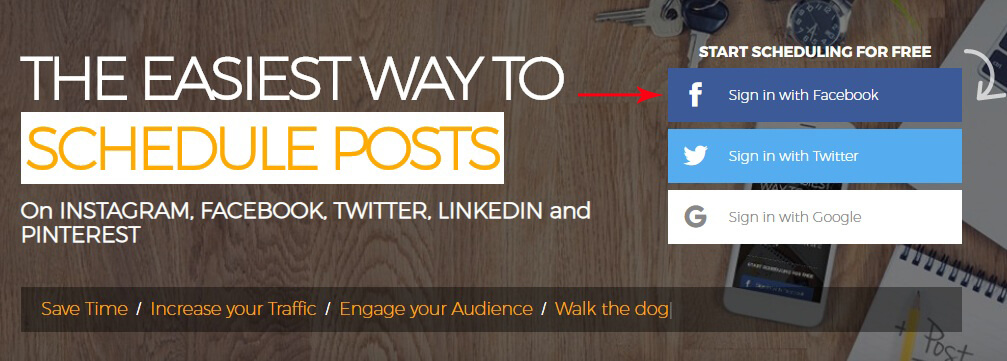 THE EASIEST WAY TO
SCHEDULE POSTS
On INSTAGRAM, FACEBOOK, TWITTER, LINKEDIN and
PINTEREST
START SCHEDULING FOR FREE
Sign in with Facebook
Sign in with Twitter
Sign in with Google
Save Time / Increase your Traffic / Engage your Audience / Walk the dog
+ Post